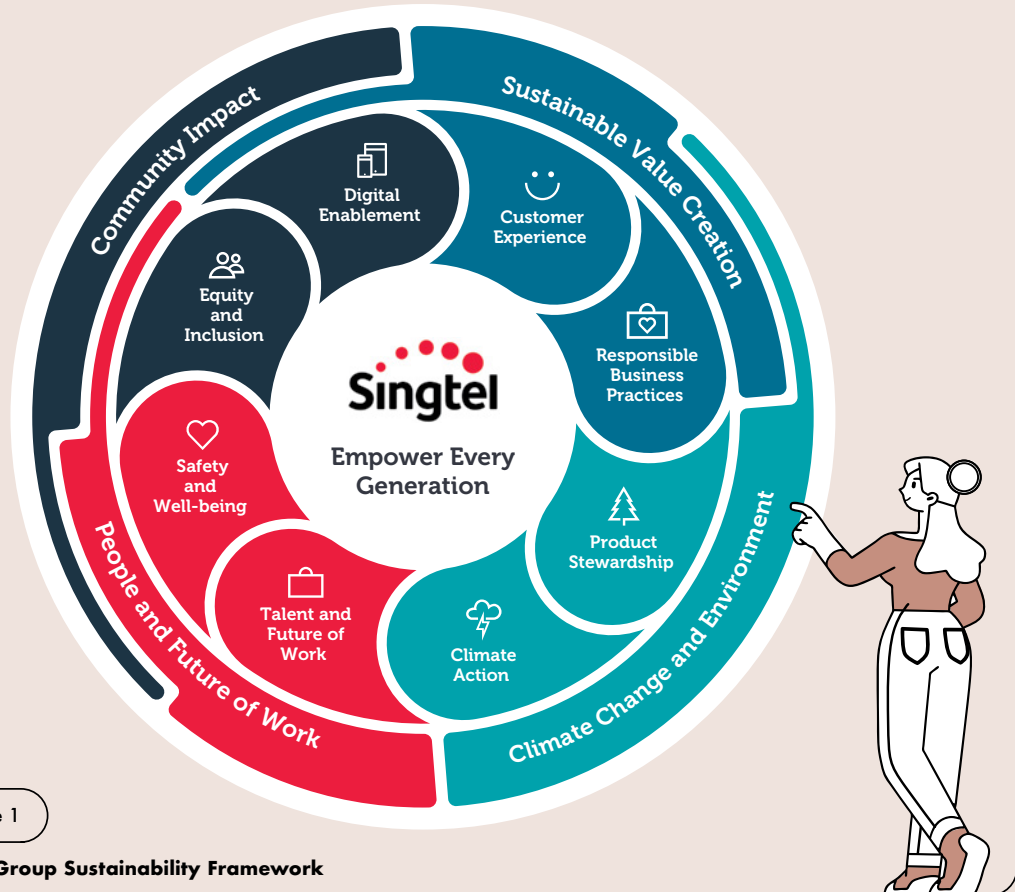 Community Impact
Sustainable Value Creation
Climate Change and Environment
People and Future of Work
Digital
Enablement
Customer
Experience
Equity
and
Inclusion
Responsible
Business
Practices
Singtel
Empower Every
Generation
Safety
and
Well-being
Product
Stewardship
Talent and
Future of
Work
Climate
Action
1
Group Sustainability Framework